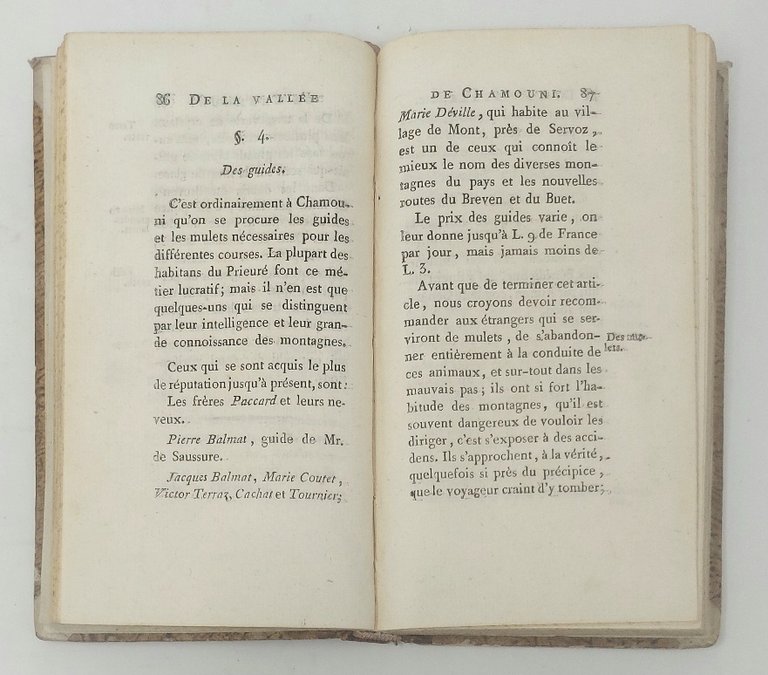 86 DE LA VALLÉE
§. 4.
Des guides.
C'est ordinairement à Chamou-
ni qu'on se procure les guides
et les mulets nécessaires pour les
différentes courses. La plupart des
habitans du Prieuré font ce mé-
tier lucratif; mais il n'en est que
quelques-uns qui se distinguent
par leur intelligence et leur gran-
de connoissance des montagnes.
Ceux qui se sont acquis le plus
de réputation jusqu'à présent, sont:
Les frères Paccard et leurs ne-
veux.
Pierre Balmat, guide de Mr.
de Saussure.
Jacques Balmat, Marie Coutet,
Victor Terraz, Cachat et Tournier;
DE CHAMOUNI. 87
Marie Déville, qui habite au vil-
lage de Mont, près de Servoz,
est un de ceux qui connoît le
mieux le nom des diverses mon-
tagnes du pays et les nouvelles
routes du Breven et du Buet.
Le prix des guides varie, on
leur donne jusqu'à L. 9 de France
par jour, mais jamais moins de
L. 3.
Avant que de terminer cet arti-
cle, nous croyons devoir recom-
mander aux étrangers qui se ser-
viront de mulets, de s'abandon-
ner entièrement à la conduite de
ces animaux, et sur-tout dans les
mauvais pas; ils ont si fort l'ha-
bitude des montagnes, qu'il est
souvent dangereux de vouloir les
diriger, c'est s'exposer à des acci-
dens. Ils s'approchent, à la vérité,
quelquefois si près du précipice,
que le voyageur craint d'y tomber;
Des mu-
lets.